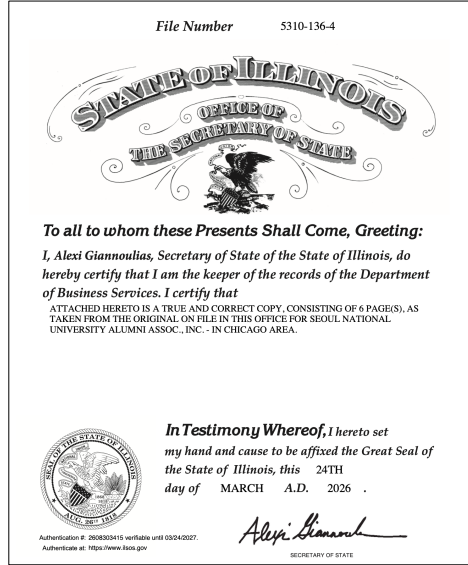 File Number 5310-136-4
STATE OF ILLINOIS
OFFICE OF
THE SECRETARY OF STATE
To all to whom these Presents Shall Come, Greeting:
I, Alexi Giannoulias, Secretary of State of the State of Illinois, do
hereby certify that I am the keeper of the records of the Department
of Business Services. I certify that
ATTACHED HERETO IS A TRUE AND CORRECT COPY, CONSISTING OF 6 PAGE(S), AS
TAKEN FROM THE ORIGINAL ON FILE IN THIS OFFICE FOR SEOUL NATIONAL
UNIVERSITY ALUMNI ASSOC., INC. - IN CHICAGO AREA.
SEAL OF THE STATE OF ILLINOIS
AUG. 26TH 1818
In Testimony Whereof, I hereto set
my hand and cause to be affixed the Great Seal of
the State of Illinois, this 24TH
day of MARCH A.D. 2026 .
Authentication #: 2608303415 verifiable until 03/24/2027.
Authenticate at: https://www.ilsos.gov
Alexi Giannoulias
SECRETARY OF STATE